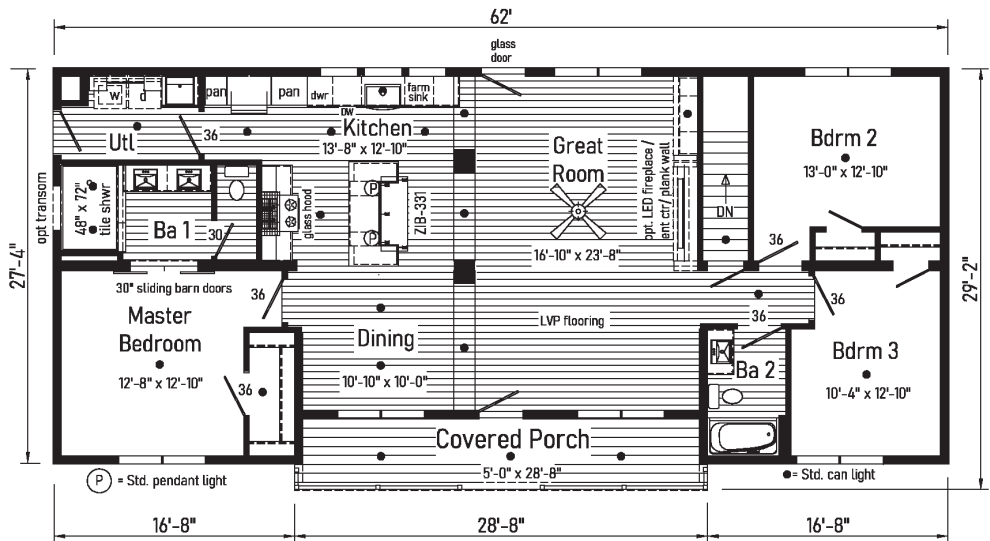 62'
glass
door
W
d
pan
pan
dwr
DW
farm
sink
Utl
36
Kitchen
13'-8" x 12'-10"
Great
Room
16'-10" x 23'-8"
opt. LED fireplace /
ent ctr/ plank wall
DN
Bdrm 2
13'-0" x 12'-10"
opt transom
48" x 72"
tile shwr
Ba 1
30
glass hood
P
P
ZIB-331
36
27'-4"
29'-2"
30" sliding barn doors
36
Master
Bedroom
12'-8" x 12'-10"
36
Dining
10'-10" x 10'-0"
LVP flooring
36
36
Ba 2
Bdrm 3
10'-4" x 12'-10"
Covered Porch
5'-0" x 28'-8"
P = Std. pendant light
= Std. can light
16'-8"
28'-8"
16'-8"